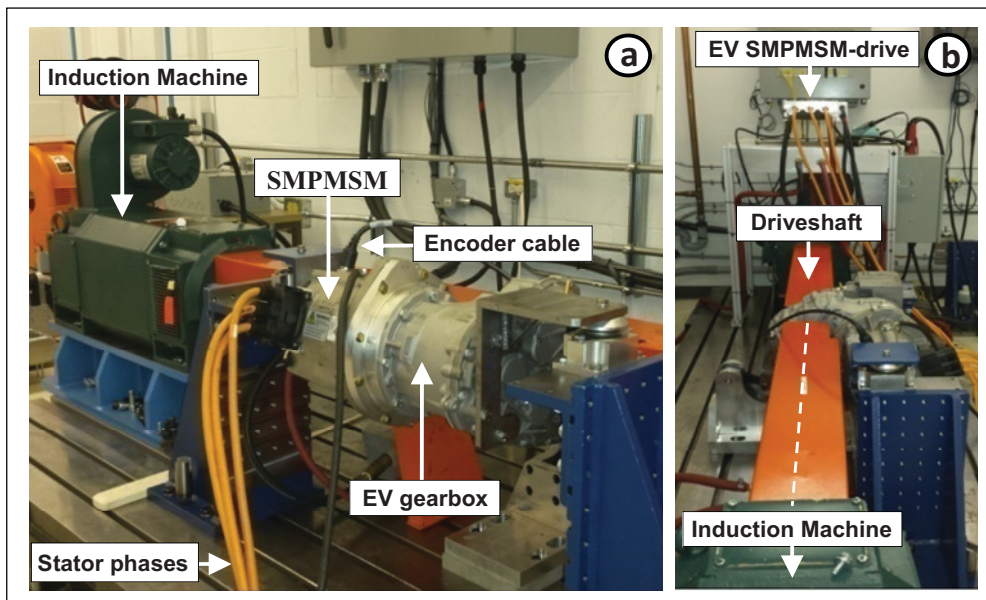 a
Induction Machine
SMPMSM
Encoder cable
EV gearbox
Stator phases
EV SMPMSM-drive
b
Driveshaft
Induction Machine